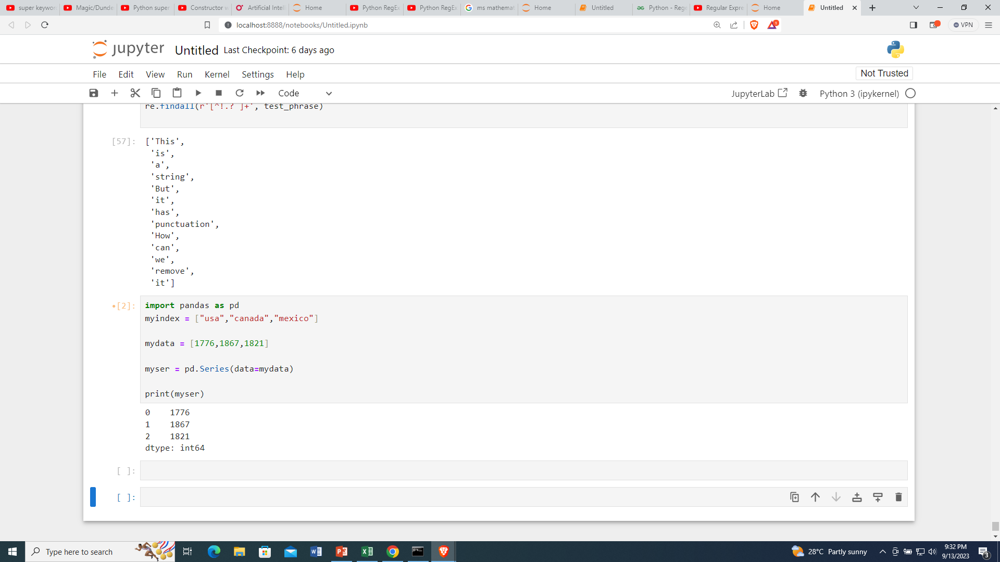 super keyword
Magic/Dunde
Python super
Constructor w
Artificial Intell
Home
Python RegEx
Python RegEx
ms mathemat
Home
Untitled
Python - Rege
Regular Expre
Home
Untitled
localhost:8888/notebooks/Untitled.ipynb
1
VPN
jupyter
Untitled Last Checkpoint: 6 days ago
File Edit View Run Kernel Settings Help
Not Trusted
Code
JupyterLab
Python 3 (ipykernel)
re.findall(r'[^!.? ]+', test_phrase)
[57]: ['This',
'is',
'a',
'string',
'But',
'it',
'has',
'punctuation',
'How',
'can',
'we',
'remove',
'it']
•[2]: import pandas as pd
myindex = ["usa","canada","mexico"]
mydata = [1776,1867,1821]
myser = pd.Series(data=mydata)
print(myser)
0    1776
1    1867
2    1821
dtype: int64
[ ]:
[ ]:
Type here to search
28°C Partly sunny
9:32 PM
9/13/2023
3